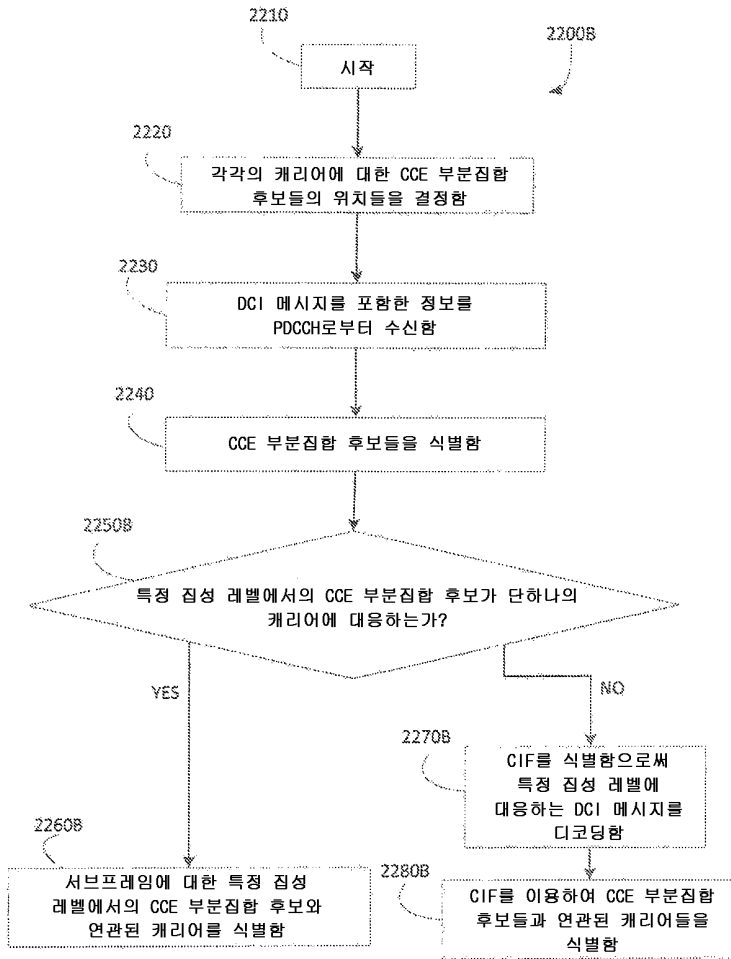 2210
2200B
시작
2220
각각의 캐리어에 대한 CCE 부분집합
후보들의 위치들을 결정함
2230
DCI 메시지를 포함한 정보를
PDCCH로부터 수신함
2240
CCE 부분집합 후보들을 식별함
2250B
특정 집성 레벨에서의 CCE 부분집합 후보가 단하나의
캐리어에 대응하는가?
YES
NO
2270B
CIF를 식별함으로써
특정 집성 레벨에
대응하는 DCI 메시지를
디코딩함
2260B
서브프레임에 대한 특정 집성
레벨에서의 CCE 부분집합 후보와
연관된 캐리어를 식별함
2280B
CIF를 이용하여 CCE 부분집합
후보들과 연관된 캐리어들을
식별함